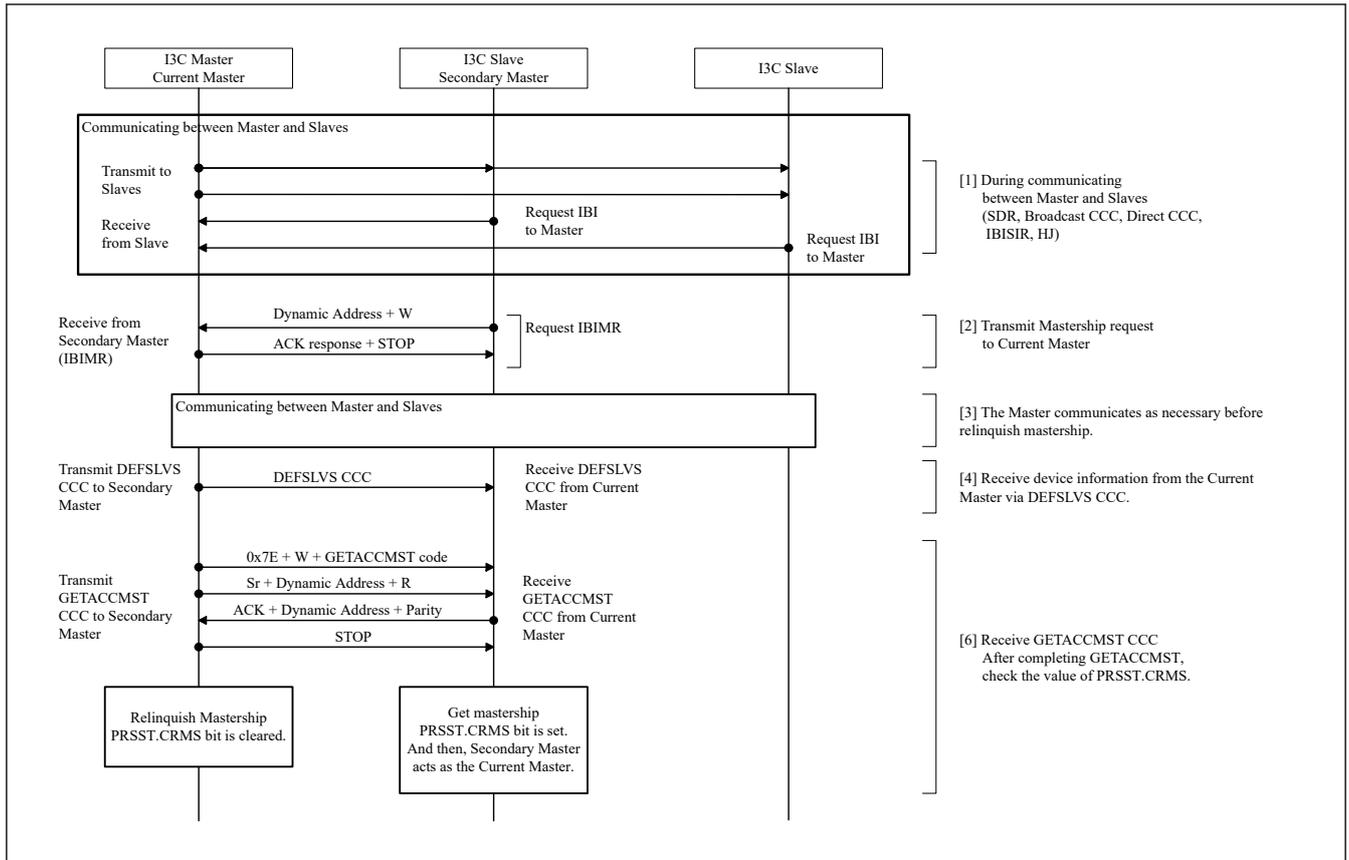 I3C Master
Current Master
I3C Slave
Secondary Master
I3C Slave
Communicating between Master and Slaves
Transmit to
Slaves
Receive
from Slave
Request IBI
to Master
Request IBI
to Master
[1] During communicating
between Master and Slaves
(SDR, Broadcast CCC, Direct CCC,
IBISIR, HJ)
Receive from
Secondary Master
(IBIMR)
Dynamic Address + W
ACK response + STOP
Request IBIMR
[2] Transmit Mastership request
to Current Master
Communicating between Master and Slaves
[3] The Master communicates as necessary before
relinquish mastership.
Transmit DEFSLVS
CCC to Secondary
Master
DEFSLVS CCC
Receive DEFSLVS
CCC from Current
Master
[4] Receive device information from the Current
Master via DEFSLVS CCC.
Transmit
GETACCMST
CCC to Secondary
Master
0x7E + W + GETACCMST code
Sr + Dynamic Address + R
ACK + Dynamic Address + Parity
STOP
Receive
GETACCMST
CCC from Current
Master
[6] Receive GETACCMST CCC
After completing GETACCMST,
check the value of PRSST.CRMS.
Relinquish Mastership
PRSST.CRMS bit is cleared.
Get mastership
PRSST.CRMS bit is set.
And then, Secondary Master
acts as the Current Master.